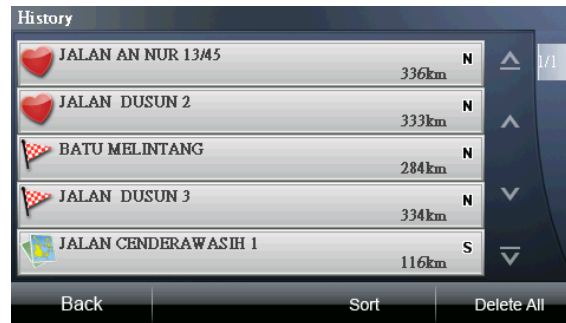 History
JALAN AN NUR 13/45
N
336km
1/1
JALAN DUSUN 2
N
333km
BATU MELINTANG
N
284km
JALAN DUSUN 3
N
334km
JALAN CENDERAWASIH 1
S
116km
Back
Sort
Delete All